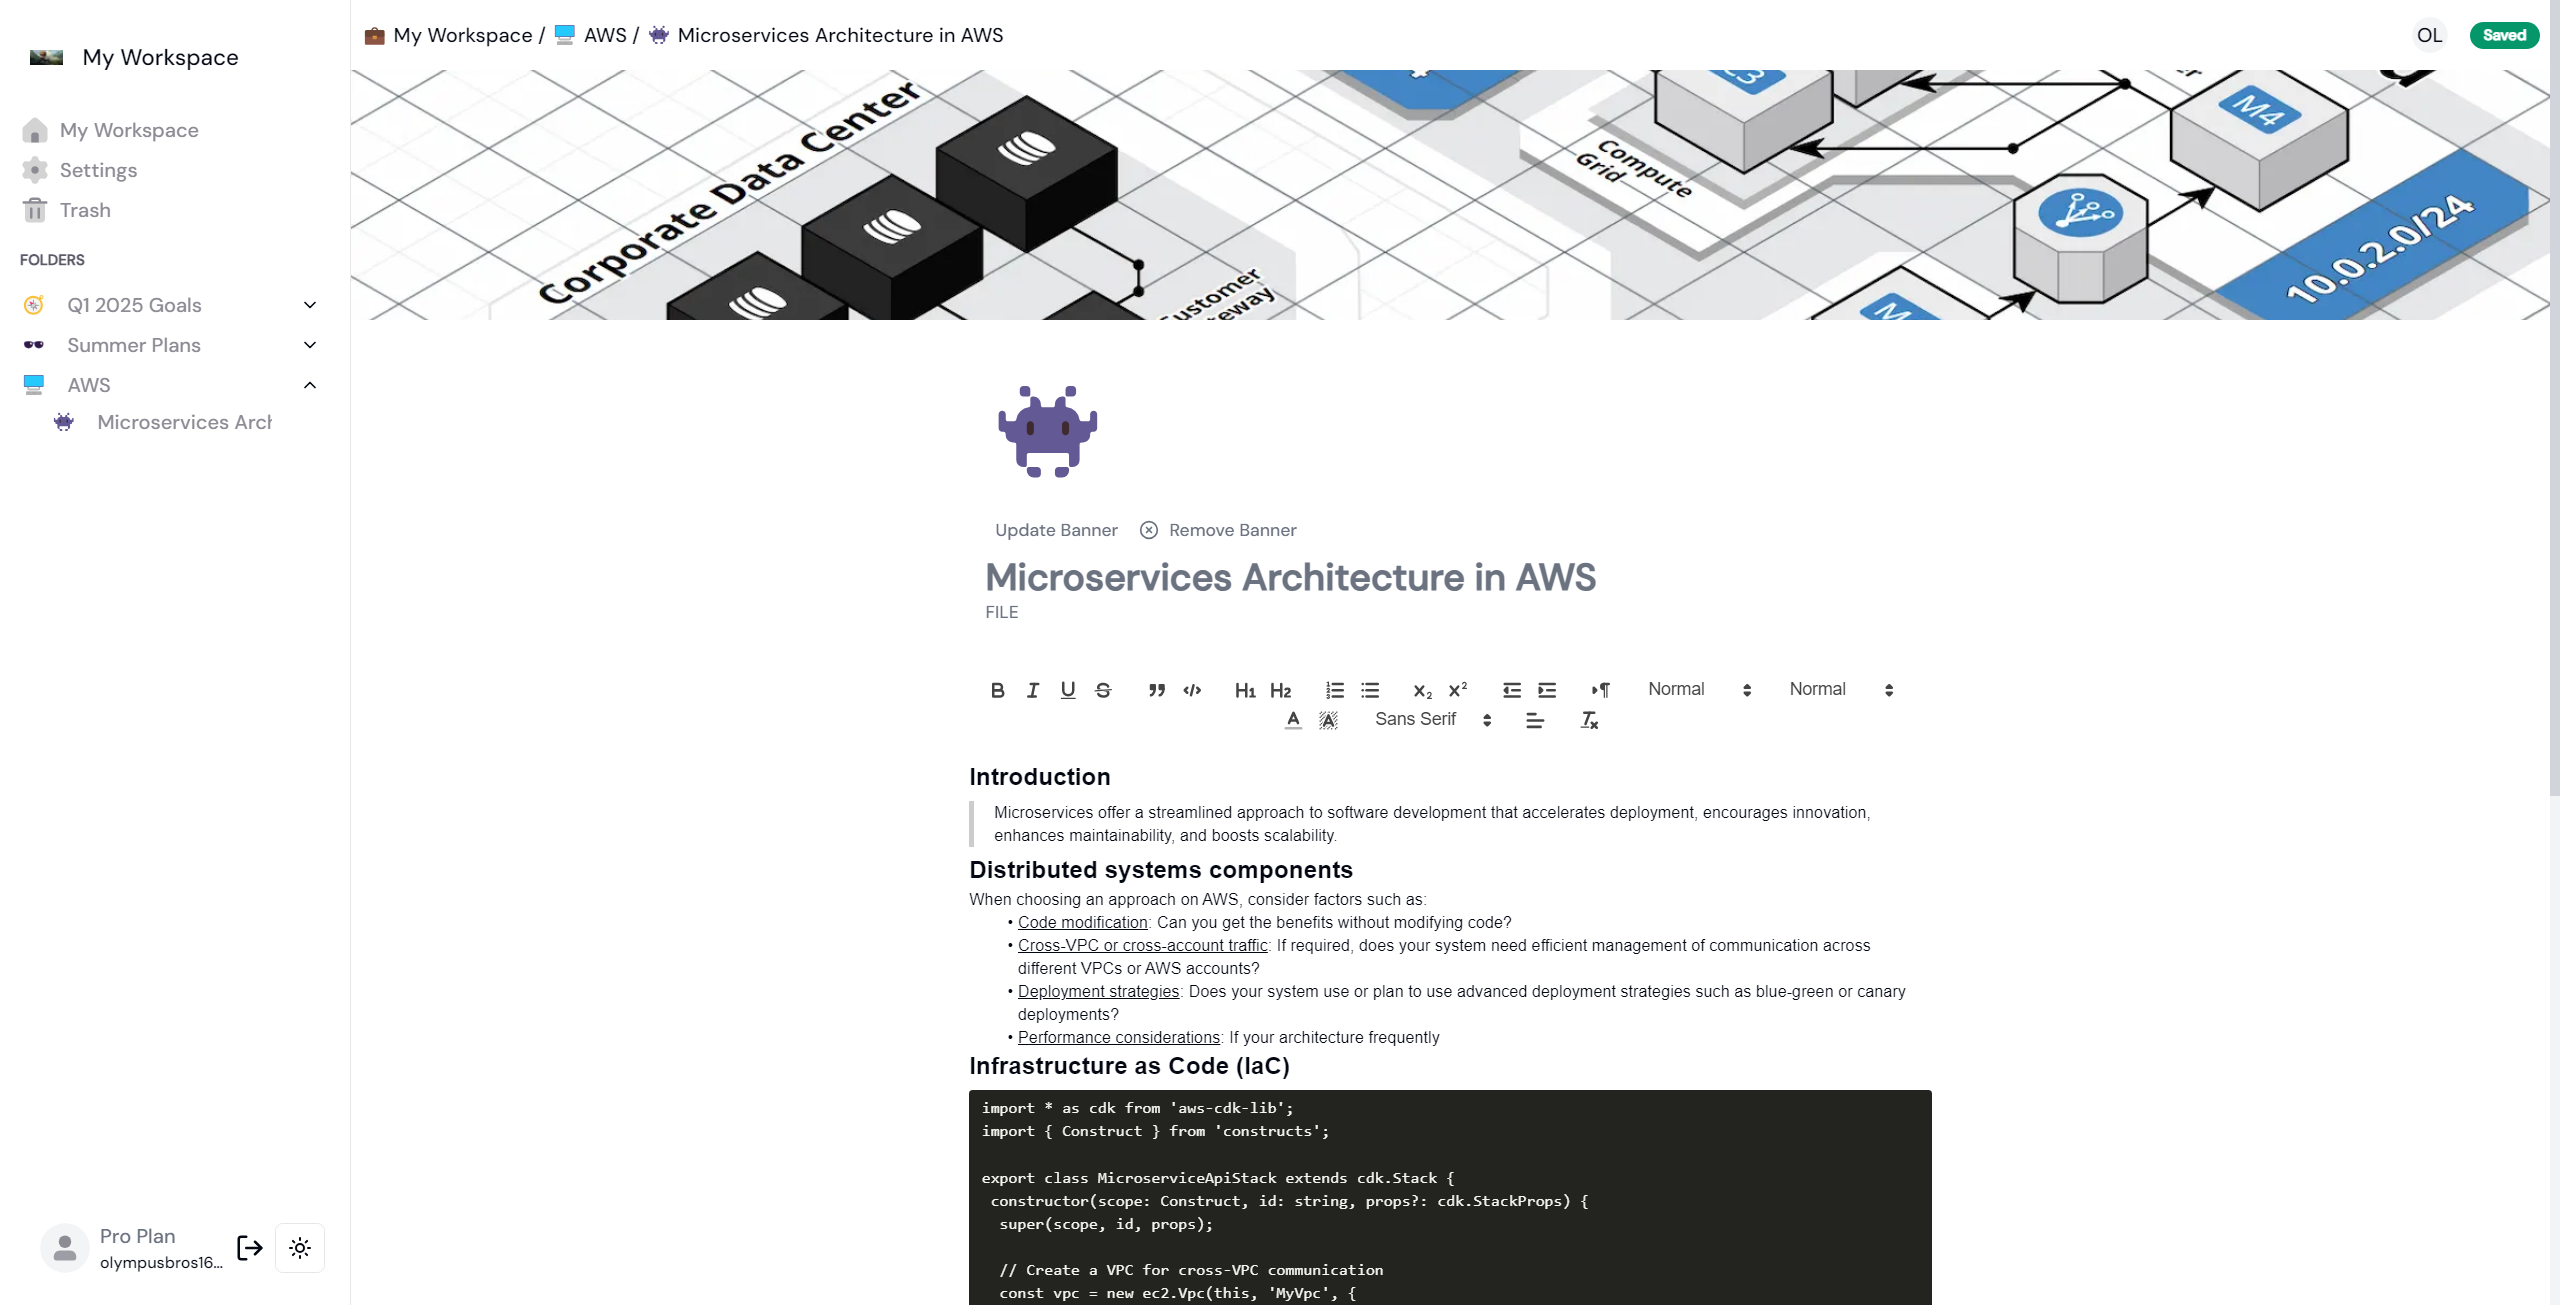 My Workspace
My Workspace
Settings
Trash
FOLDERS
Q1 2025 Goals
Summer Plans
AWS
Microservices Arch
Pro Plan
olympusbros16...
My Workspace / AWS / Microservices Architecture in AWS
OL
Saved
Corporate Data Center
Customer
Compute
Grid
M4
10.0.2.0/24
Update Banner
Remove Banner
Microservices Architecture in AWS
FILE
B I U S H1 H2 X2 X2 Normal Normal
A A Sans Serif Tx
Introduction
Microservices offer a streamlined approach to software development that accelerates deployment, encourages innovation,
enhances maintainability, and boosts scalability.
Distributed systems components
When choosing an approach on AWS, consider factors such as:
• Code modification: Can you get the benefits without modifying code?
• Cross-VPC or cross-account traffic: If required, does your system need efficient management of communication across
different VPCs or AWS accounts?
• Deployment strategies: Does your system use or plan to use advanced deployment strategies such as blue-green or canary
deployments?
• Performance considerations: If your architecture frequently
Infrastructure as Code (IaC)
import * as cdk from 'aws-cdk-lib';
import { Construct } from 'constructs';
export class MicroserviceApiStack extends cdk.Stack {
constructor(scope: Construct, id: string, props?: cdk.StackProps) {
super(scope, id, props);
// Create a VPC for cross-VPC communication
const vpc = new ec2.Vpc(this, 'MyVpc', {